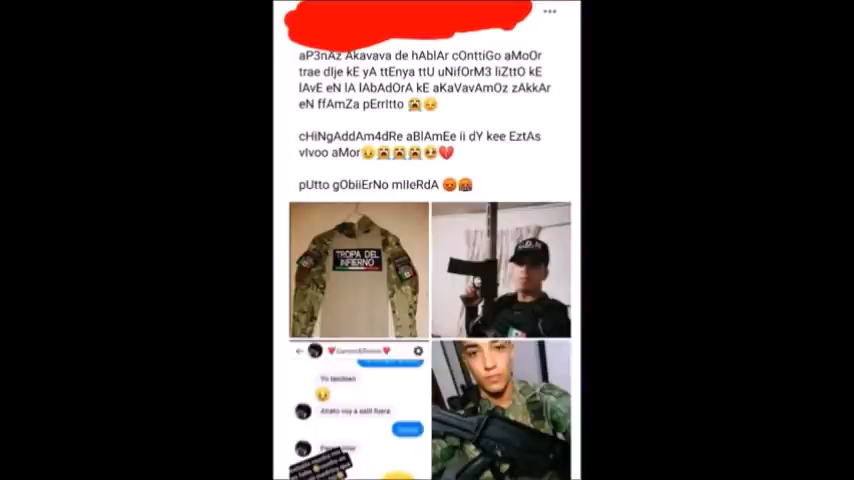 aP3nAz Akavava de hAblAr cOnttiGo aMoOr
trae dIje kE yA ttEnya ttU uNifOrM3 liZttO kE
lAvE eN lA lAbAdOrA kE aKaVavAmOz zAkkAr
eN ffAmZa pErrItto 😭😔
cHiNgAddAm4dRe aBlAmEe ii dY kee EztAs
vIvoo aMor😖😭😭😭🥹💔
pUtto gObiiErNo mIIeRdA 😡🤬
TROPA DEL
INFIERNO
Yo tambien
Ahorita voy a salir fuera